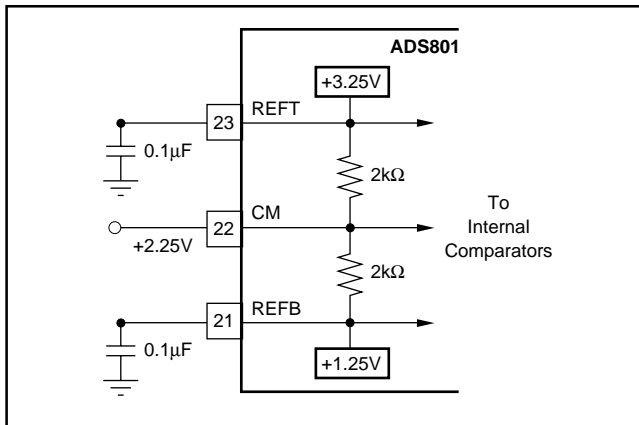 ADS801
+3.25V
23
REFT
0.1µF
2kΩ
22
CM
+2.25V
To
Internal
Comparators
2kΩ
21
REFB
0.1µF
+1.25V